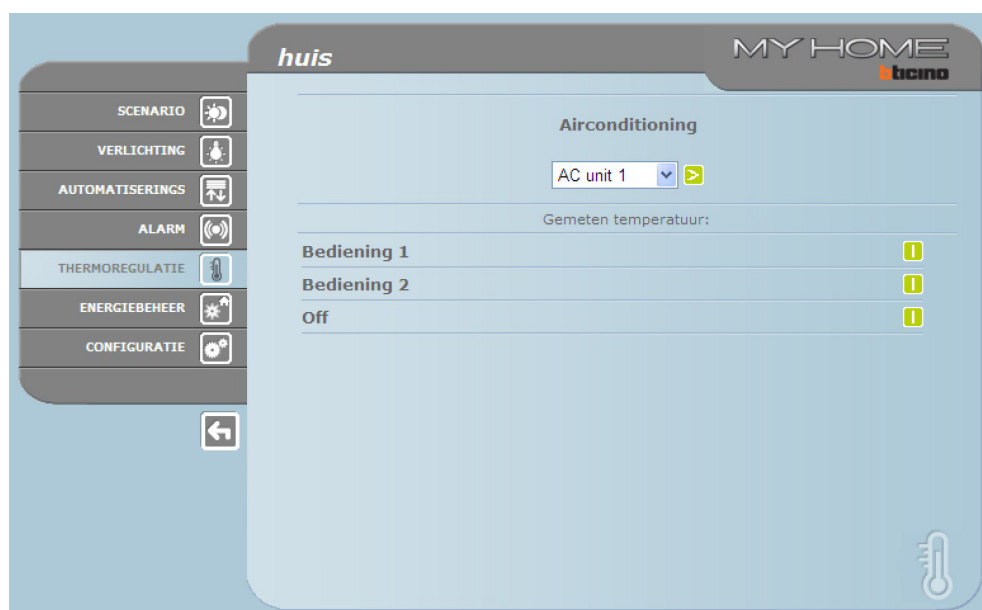 huis
MY HOME
bticino
SCENARIO
VERLICHTING
AUTOMATISERINGS
ALARM
THERMOREGULATIE
ENERGIEBEHEER
CONFIGURATIE
Airconditioning
AC unit 1
Gemeten temperatuur:
Bediening 1
Bediening 2
Off